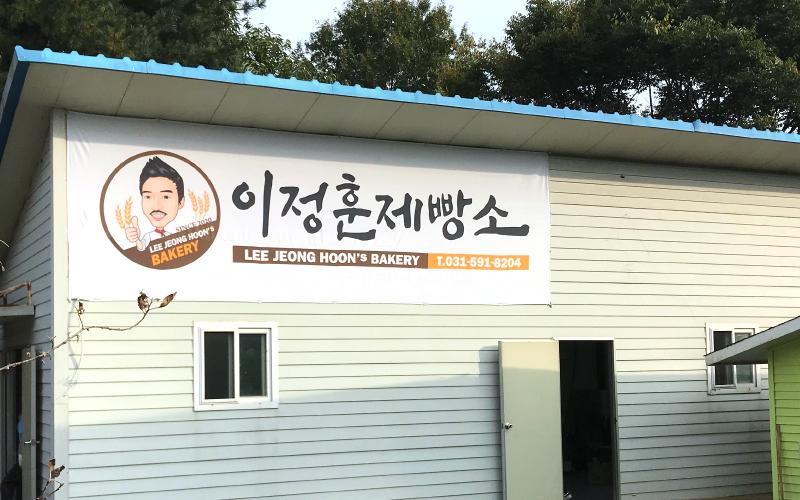 이정훈제빵소
LEE JEONG HOON's BAKERY T.031-591-8204
SINCE 2020
LEE JEONG HOON's
BAKERY